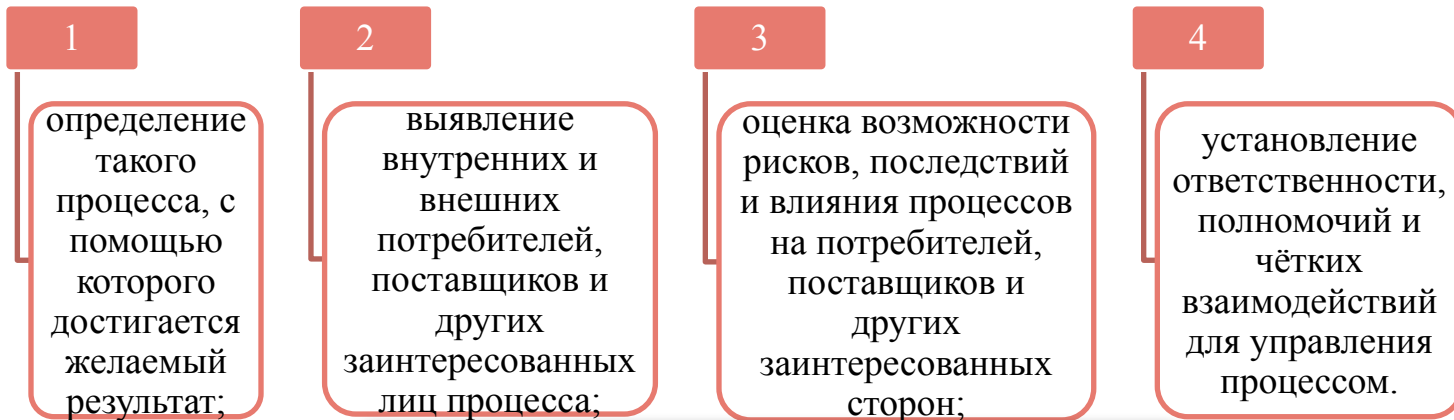 1
определение
такого
процесса, с
помощью
которого
достигается
желаемый
результат;
2
выявление
внутренних и
внешних
потребителей,
поставщиков и
других
заинтересованных
лиц процесса;
3
оценка возможности
рисков, последствий
и влияния процессов
на потребителей,
поставщиков и
других
заинтересованных
сторон;
4
установление
ответственности,
полномочий и
чётких
взаимодействий
для управления
процессом.